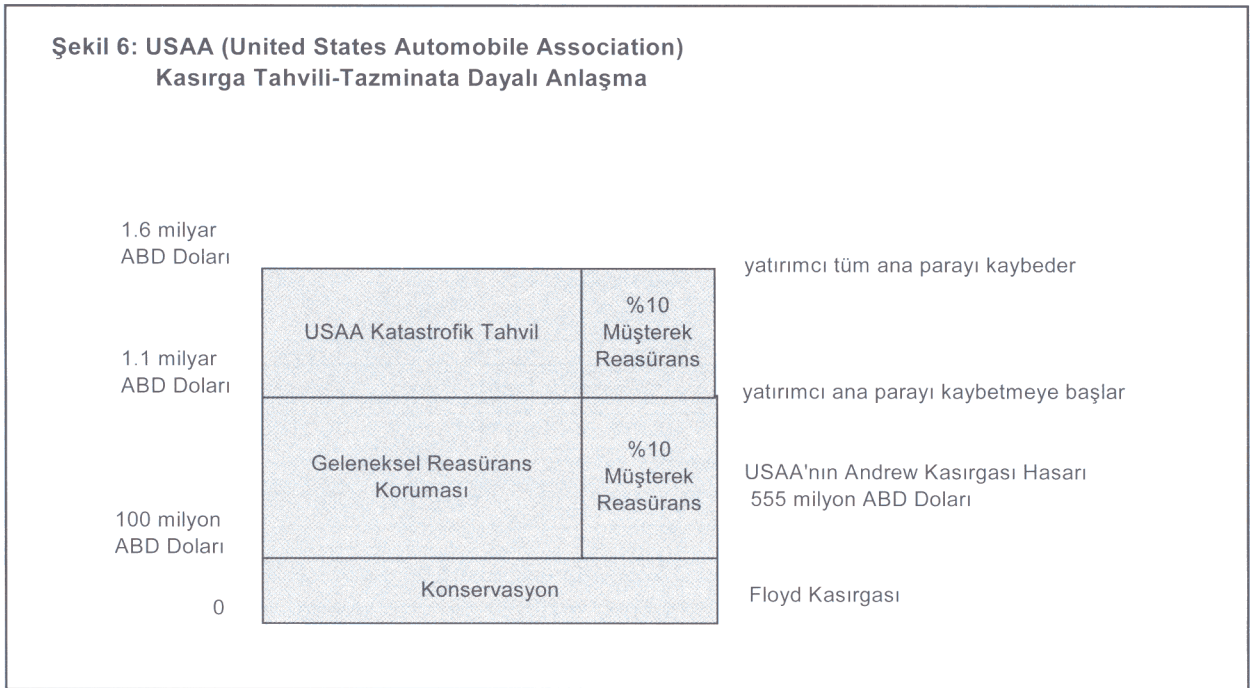 Şekil 6: USAA (United States Automobile Association)
Kasırga Tahvili-Tazminata Dayalı Anlaşma
1.6 milyar
ABD Doları
yatırımcı tüm ana parayı kaybeder
USAA Katastrofik Tahvil
%10
Müşterek
Reasürans
1.1 milyar
ABD Doları
yatırımcı ana parayı kaybetmeye başlar
Geleneksel Reasürans
Koruması
%10
Müşterek
Reasürans
USAA'nın Andrew Kasırgası Hasarı
555 milyon ABD Doları
100 milyon
ABD Doları
Konservasyon
Floyd Kasırgası
0